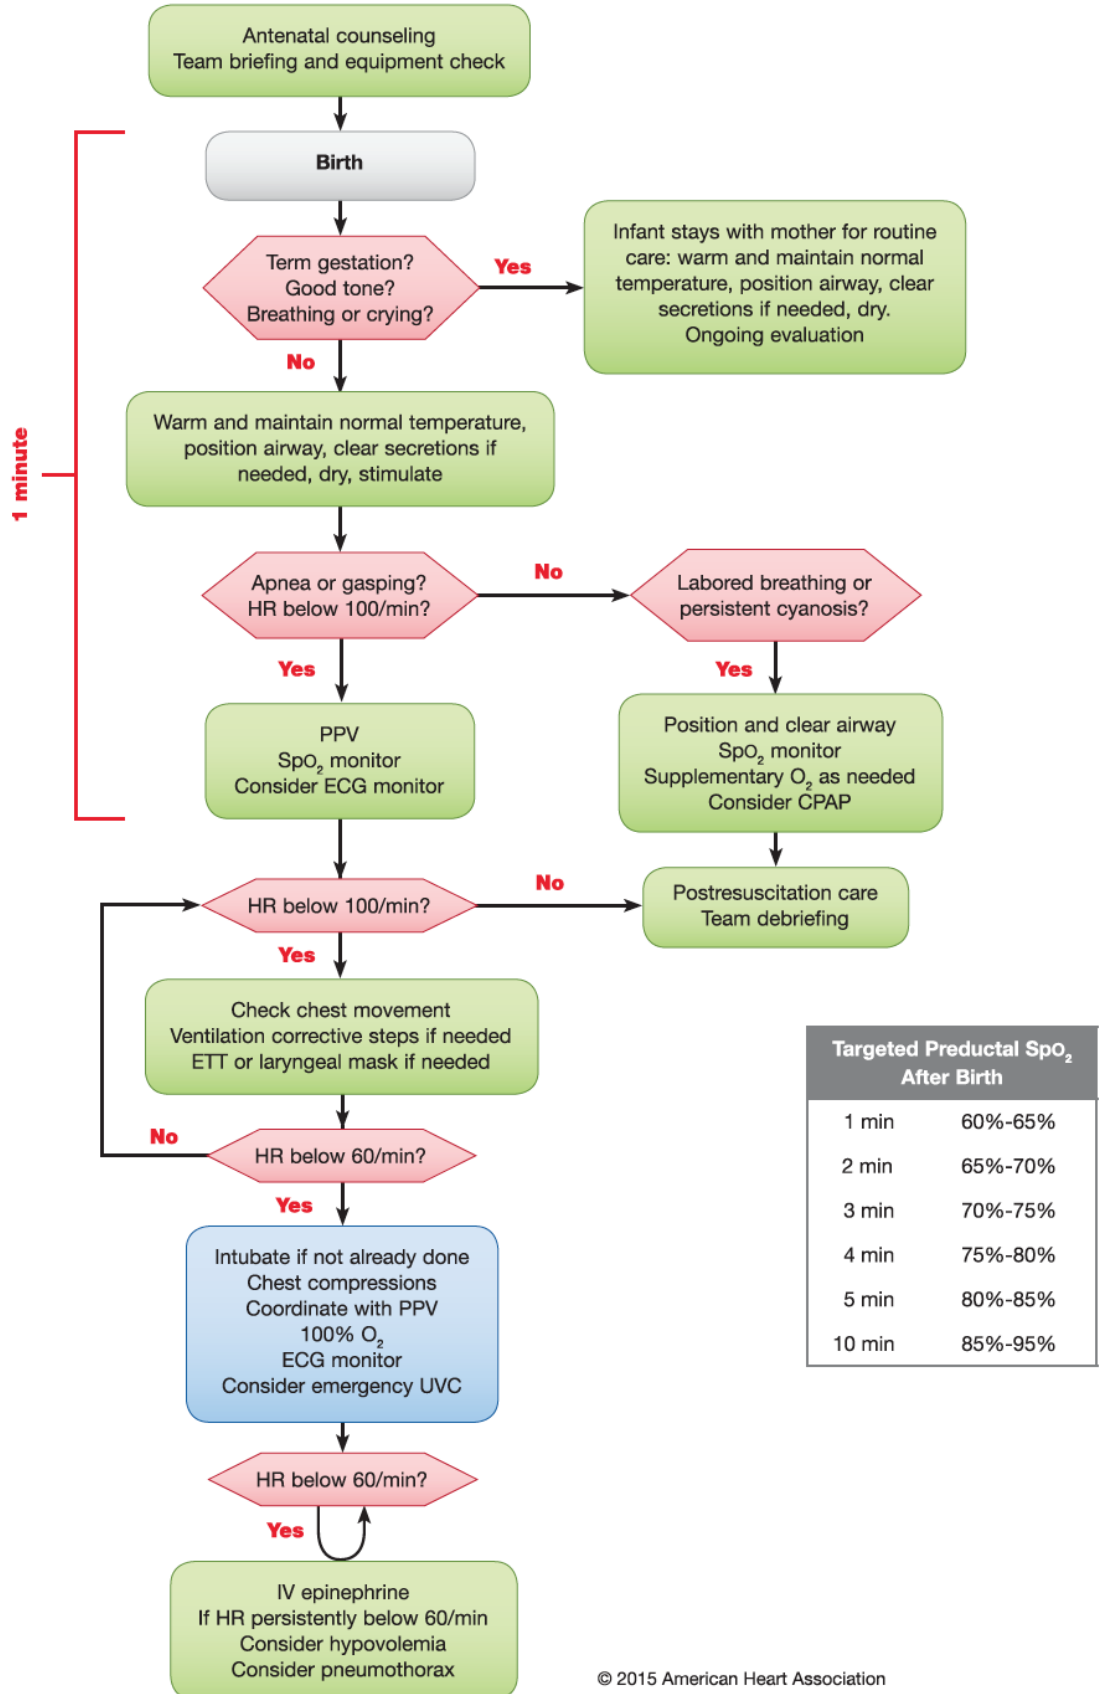 Antenatal counseling
Team briefing and equipment check
Birth
Term gestation?
Good tone?
Breathing or crying?
Yes
Infant stays with mother for routine
care: warm and maintain normal
temperature, position airway, clear
secretions if needed, dry.
Ongoing evaluation
No
Warm and maintain normal temperature,
position airway, clear secretions if
needed, dry, stimulate
1 minute
Apnea or gasping?
HR below 100/min?
No
Labored breathing or
persistent cyanosis?
Yes
Yes
PPV
SpO₂ monitor
Consider ECG monitor
Position and clear airway
SpO₂ monitor
Supplementary O₂ as needed
Consider CPAP
HR below 100/min?
No
Postresuscitation care
Team debriefing
Yes
Check chest movement
Ventilation corrective steps if needed
ETT or laryngeal mask if needed
No
HR below 60/min?
Yes
Intubate if not already done
Chest compressions
Coordinate with PPV
100% O₂
ECG monitor
Consider emergency UVC
HR below 60/min?
Yes
IV epinephrine
If HR persistently below 60/min
Consider hypovolemia
Consider pneumothorax
Targeted Preductal SpO₂
After Birth
1 min 60%-65%
2 min 65%-70%
3 min 70%-75%
4 min 75%-80%
5 min 80%-85%
10 min 85%-95%
© 2015 American Heart Association